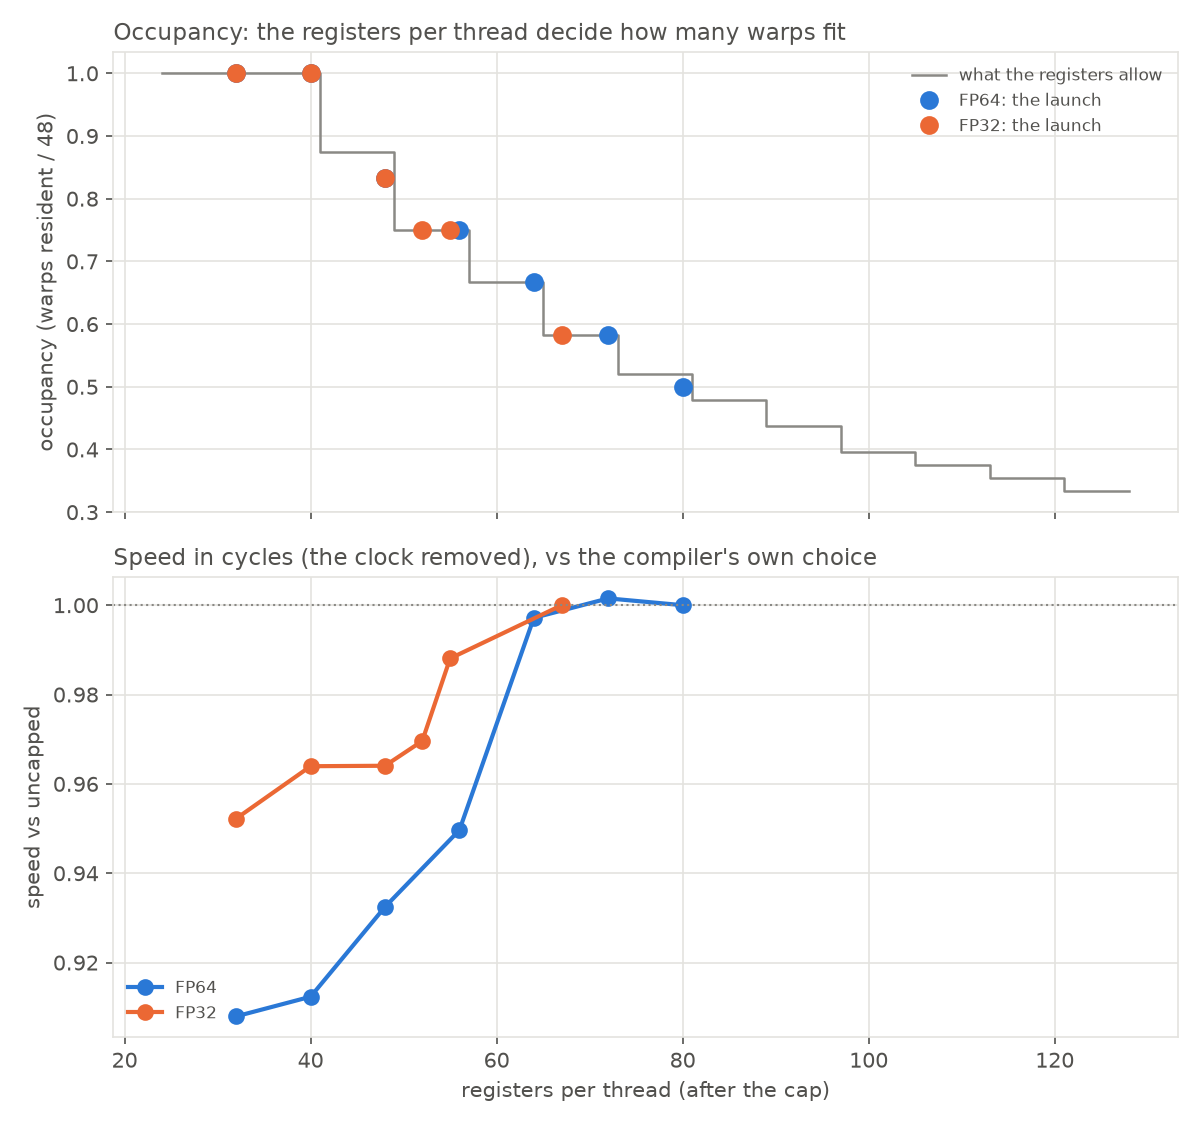 Occupancy: the registers per thread decide how many warps fit
occupancy (warps resident / 48)
1.0
0.9
0.8
0.7
0.6
0.5
0.4
0.3
what the registers allow
FP64: the launch
FP32: the launch
Speed in cycles (the clock removed), vs the compiler's own choice
speed vs uncapped
1.00
0.98
0.96
0.94
0.92
FP64
FP32
20 40 60 80 100 120
registers per thread (after the cap)